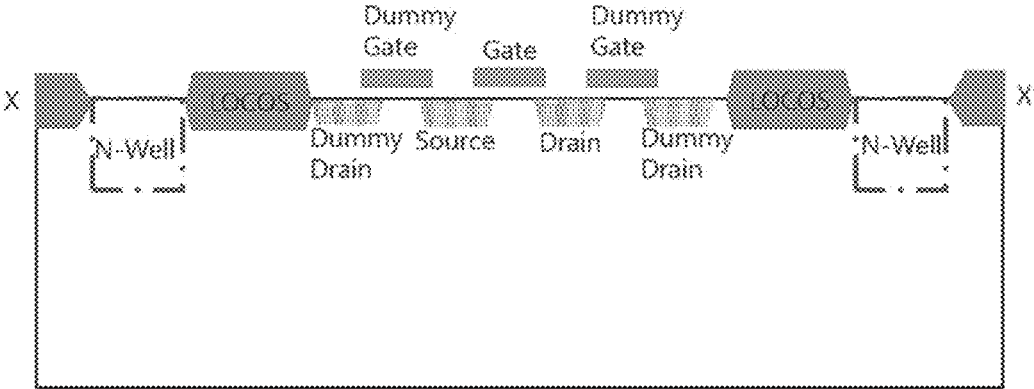 Dummy
Gate
Gate
Dummy
Gate
X
LOCOS
LOCOS
X
N-Well
Dummy
Drain
Source
Drain
Dummy
Drain
N-Well